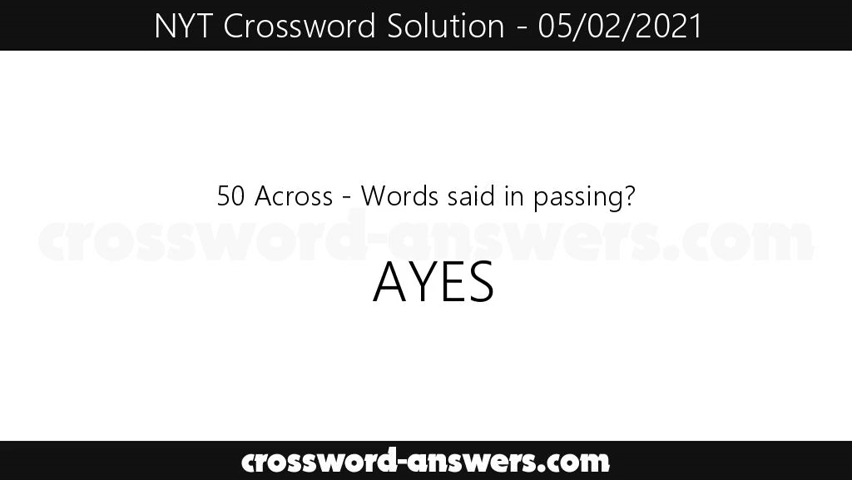 NYT Crossword Solution - 05/02/2021
50 Across - Words said in passing?
crossword-answers.com
AYES
crossword-answers.com